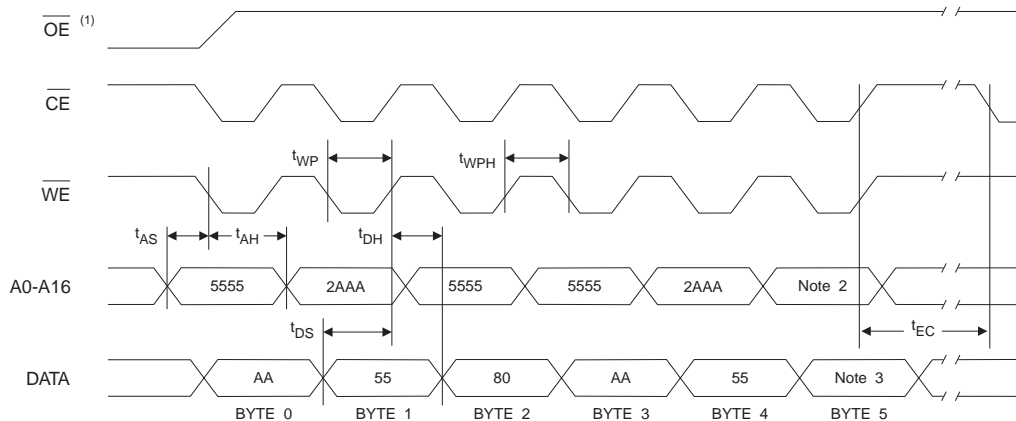 OE (1)
CE
tWP
tWPH
WE
tAS
tAH
tDH
A0-A16
5555
2AAA
5555
5555
2AAA
Note 2
tDS
tEC
DATA
AA
55
80
AA
55
Note 3
BYTE 0
BYTE 1
BYTE 2
BYTE 3
BYTE 4
BYTE 5